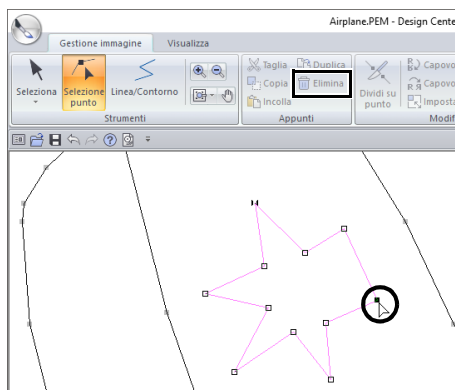 Airplane.PEM - Design Cente
Gestione immagine Visualizza
Seleziona
Selezione punto
Linea/Contorno
Strumenti
Taglia
Copia
Incolla
Duplica
Elimina
Appunti
Dividi su punto
Capovo
Capovo
Imposta
Modif